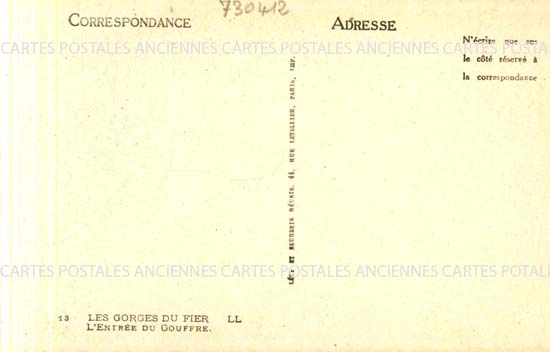 730412
CORRESPONDANCE
ADRESSE
N'écrire que sur
le côté réservé à
la correspondance
LÉVY ET NEURDEIN RÉUNIS, 44, RUE LETELLIER, PARIS, IMP.
CARTES POSTALES ANCIENNES CARTES POSTALES ANCIENNES CARTES POSTALES
CARTES POSTALES ANCIENNES CARTES POSTALES ANCIENNES CARTES POTAL
13 LES GORGES DU FIER LL
L'ENTRÉE DU GOUFFRE.